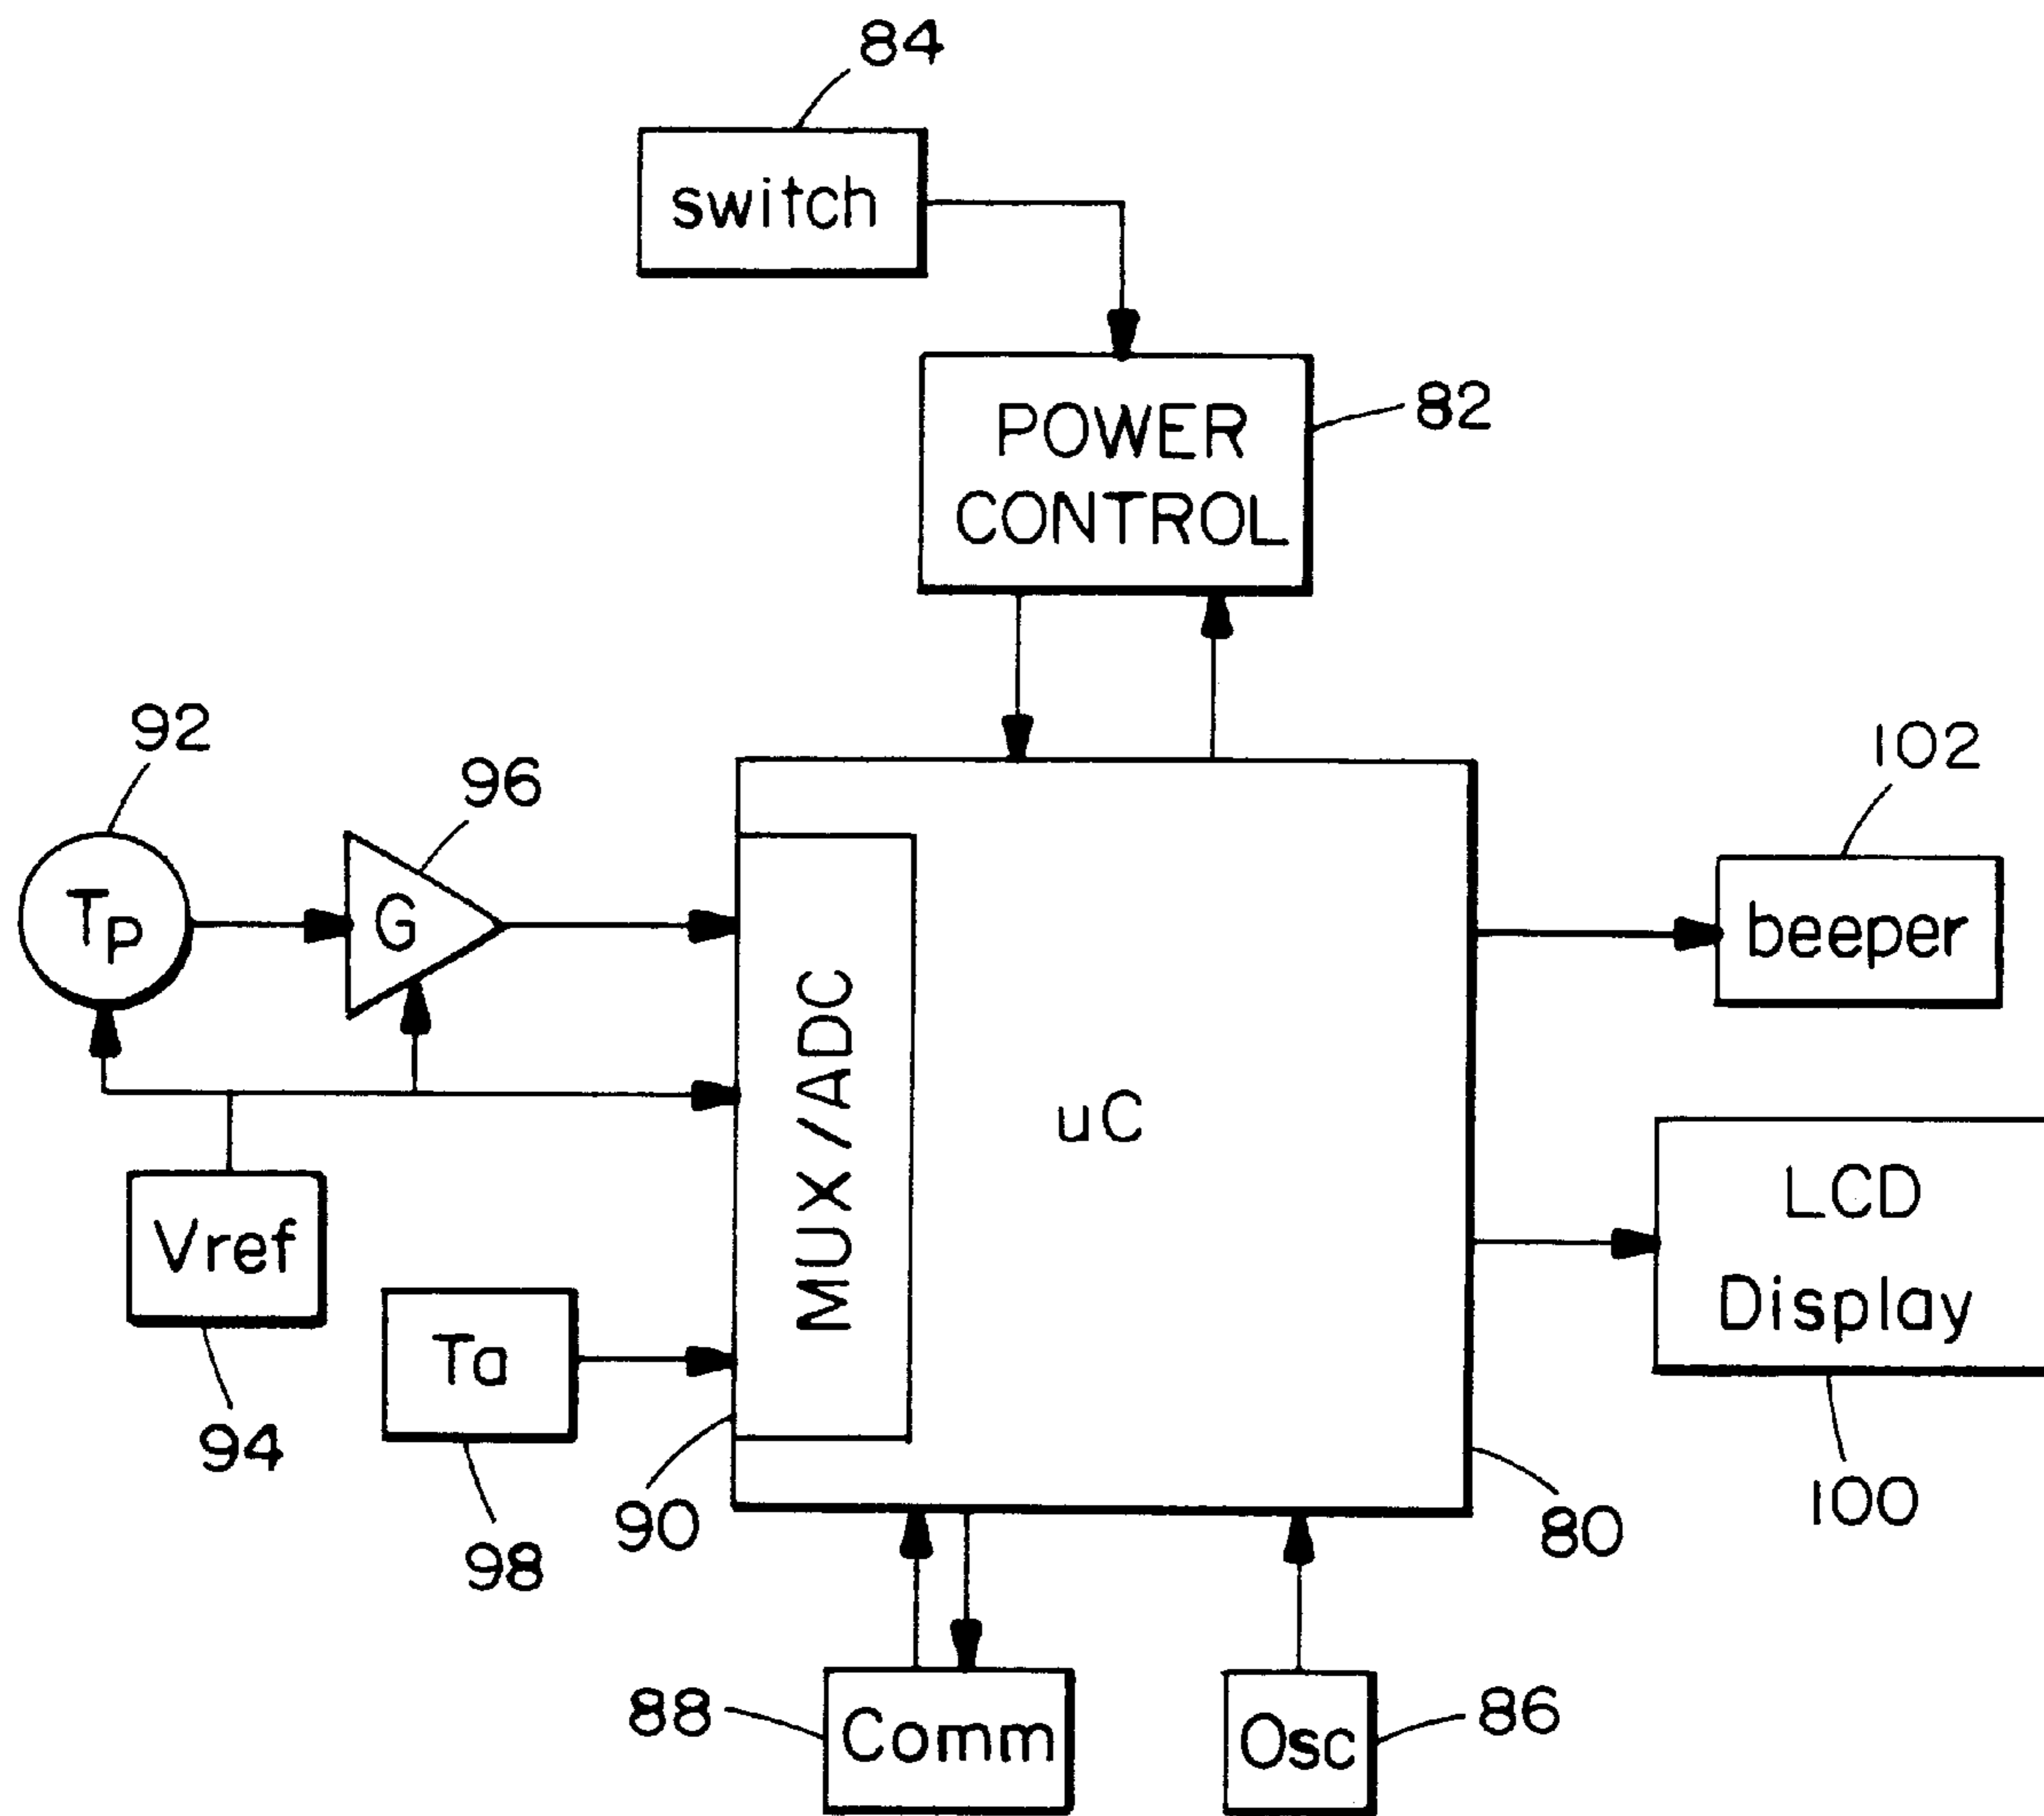 84
switch
POWER
CONTROL
82
92
96
102
TP
G
beeper
MUX/ADC
uC
Vref
LCD
Display
Ta
94
90
98
80
100
88
Comm
Osc
86